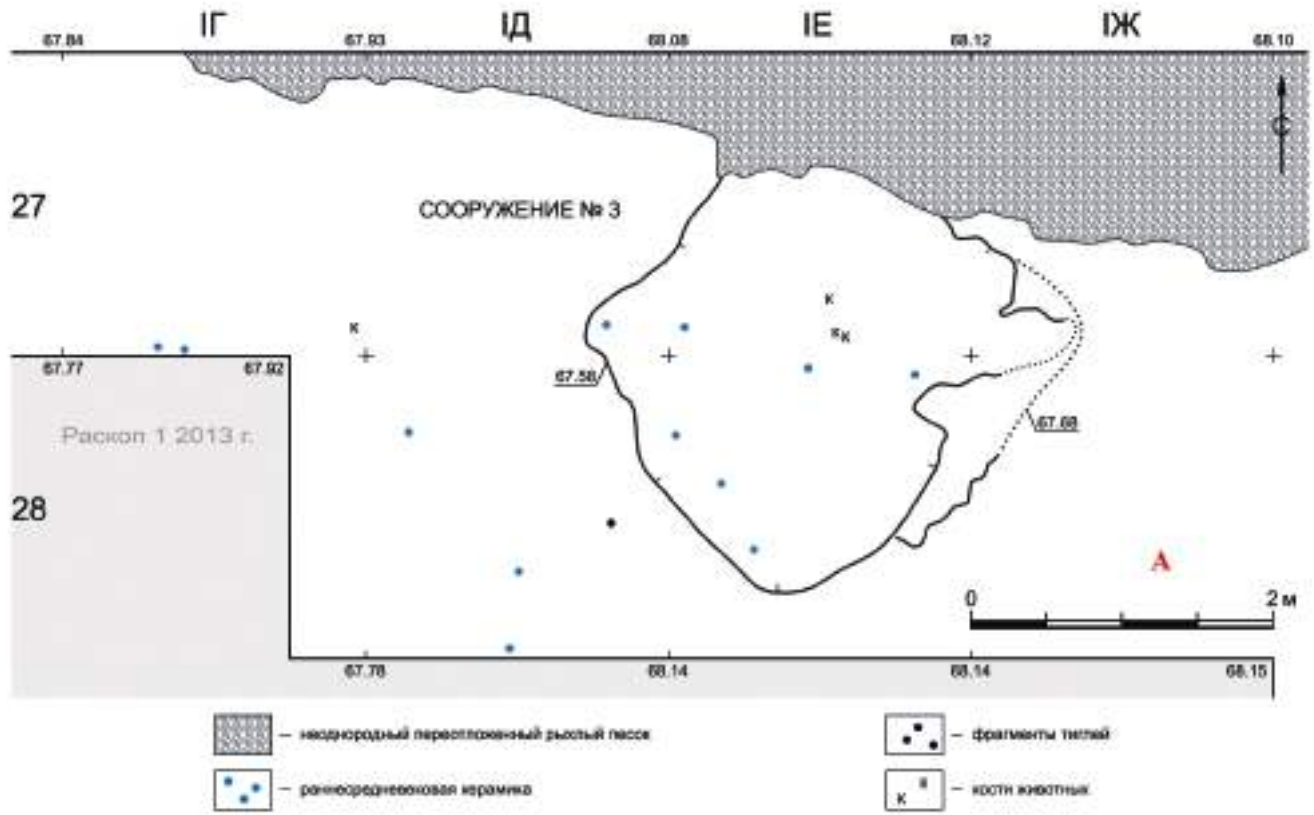 IГ IД IЕ IЖ
67.84 67.93 68.08 68.12 68.10
С
27
СООРУЖЕНИЕ № 3
к
к
к к
67.77 67.92
67.58
Раскоп 1 2013 г.
67.68
28
А
0 2 м
67.78 68.14 68.14 68.15
– неоднородный переотложенный рыхлый песок
– фрагменты тиглей
– раннесредневековая керамика
к к
– кости животных